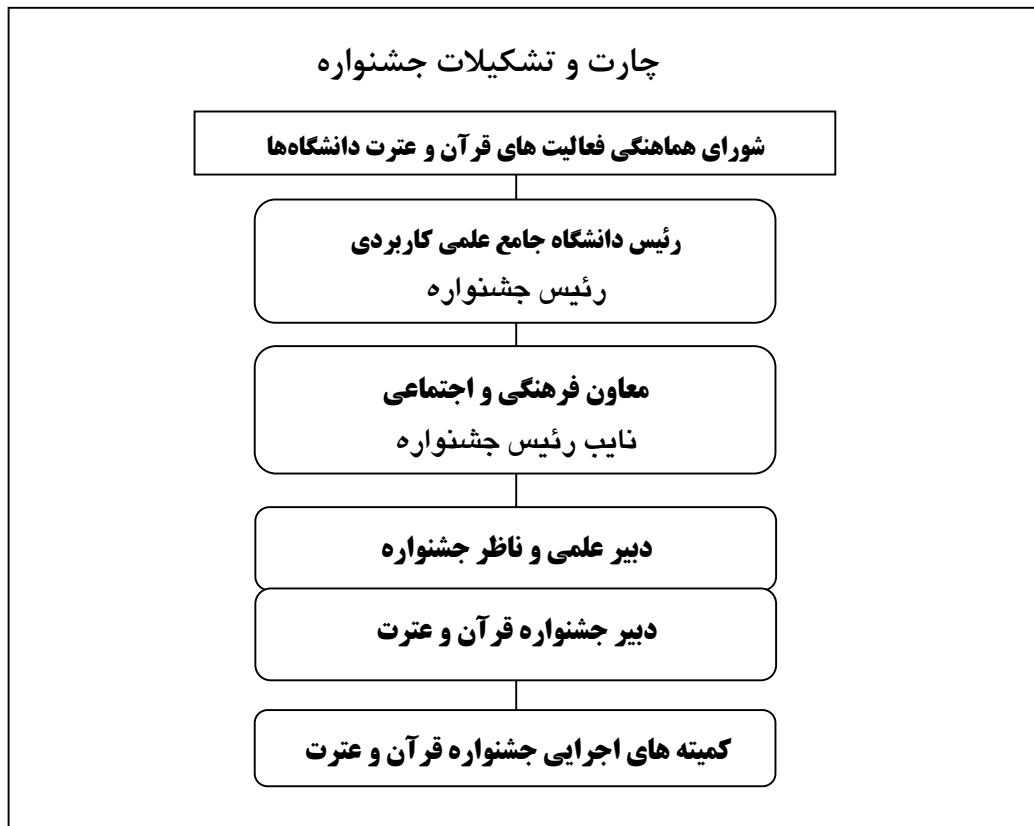 چارت و تشکیلات جشنواره
شورای هماهنگی فعالیت های قرآن و عترت دانشگاه‌ها
رئیس دانشگاه جامع علمی کاربردی
رئیس جشنواره
معاون فرهنگی و اجتماعی
نایب رئیس جشنواره
دبیر علمی و ناظر جشنواره
دبیر جشنواره قرآن و عترت
کمیته های اجرایی جشنواره قرآن و عترت